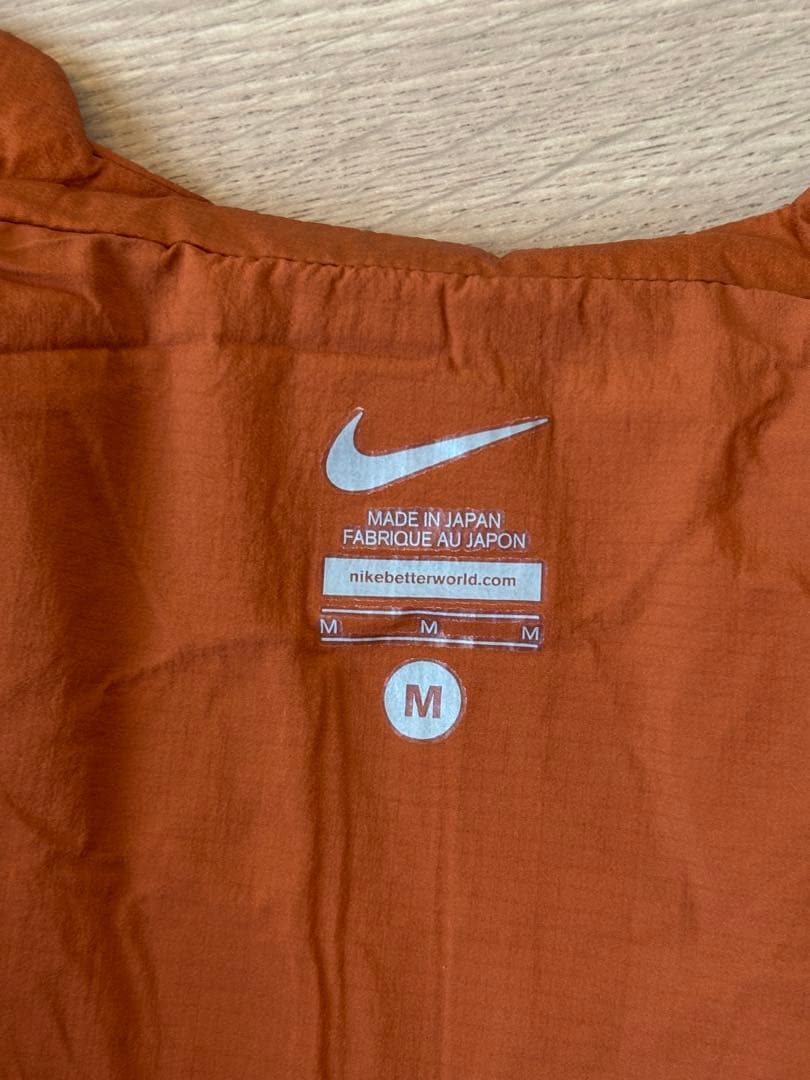 MADE IN JAPAN
FABRIQUE AU JAPON
nikebetterworld.com
M M M
M